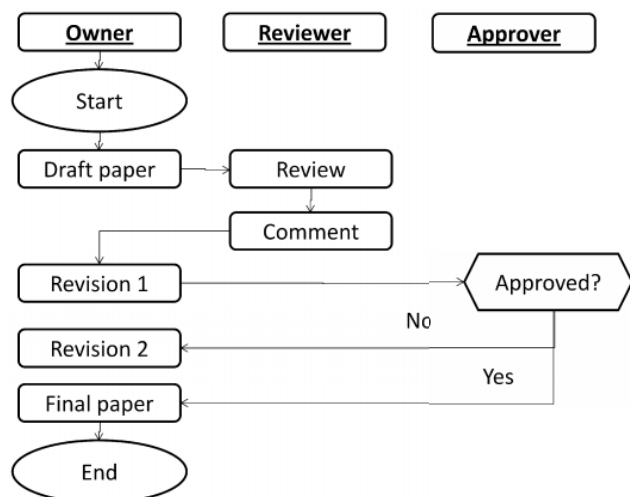 Owner
Reviewer
Approver
Start
Draft paper
Review
Comment
Revision 1
Approved?
No
Revision 2
Yes
Final paper
End